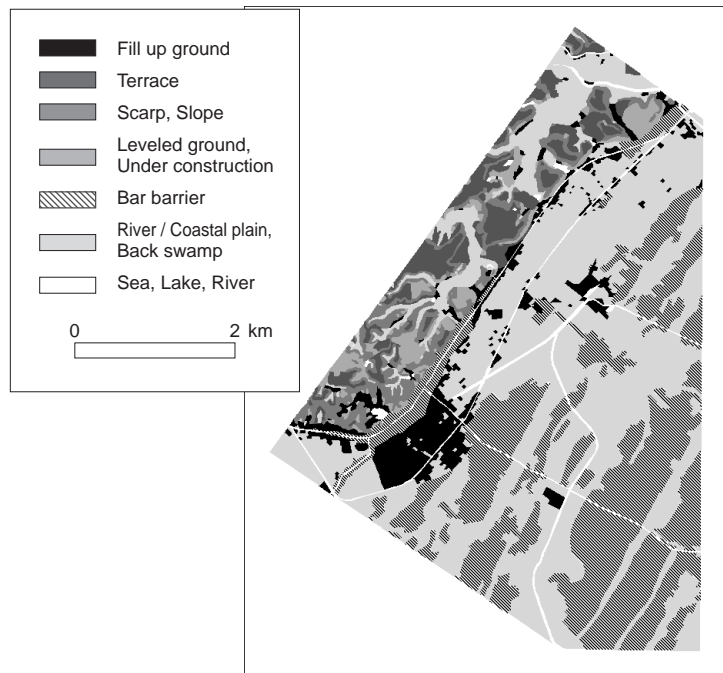 Fill up ground
Terrace
Scarp, Slope
Leveled ground,
Under construction
Bar barrier
River / Coastal plain,
Back swamp
Sea, Lake, River
0 2 km